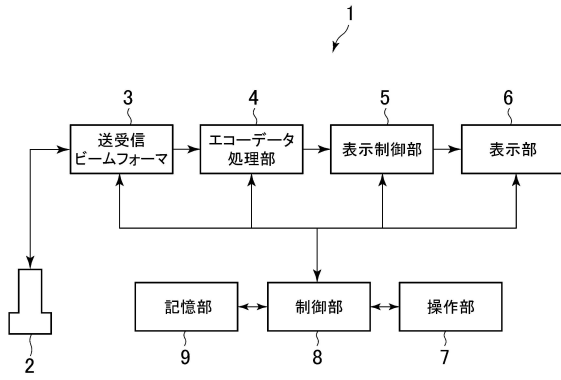 1
3
4
5
6
送受信
ビームフォーマ
エコーデータ
処理部
表示制御部
表示部
記憶部
制御部
操作部
2
9
8
7